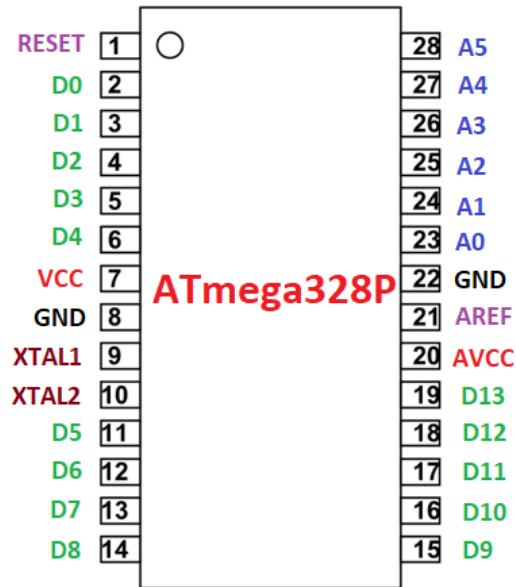 RESET 1 28 A5
D0 2 27 A4
D1 3 26 A3
D2 4 25 A2
D3 5 24 A1
D4 6 23 A0
VCC 7 ATmega328P 22 GND
GND 8 21 AREF
XTAL1 9 20 AVCC
XTAL2 10 19 D13
D5 11 18 D12
D6 12 17 D11
D7 13 16 D10
D8 14 15 D9